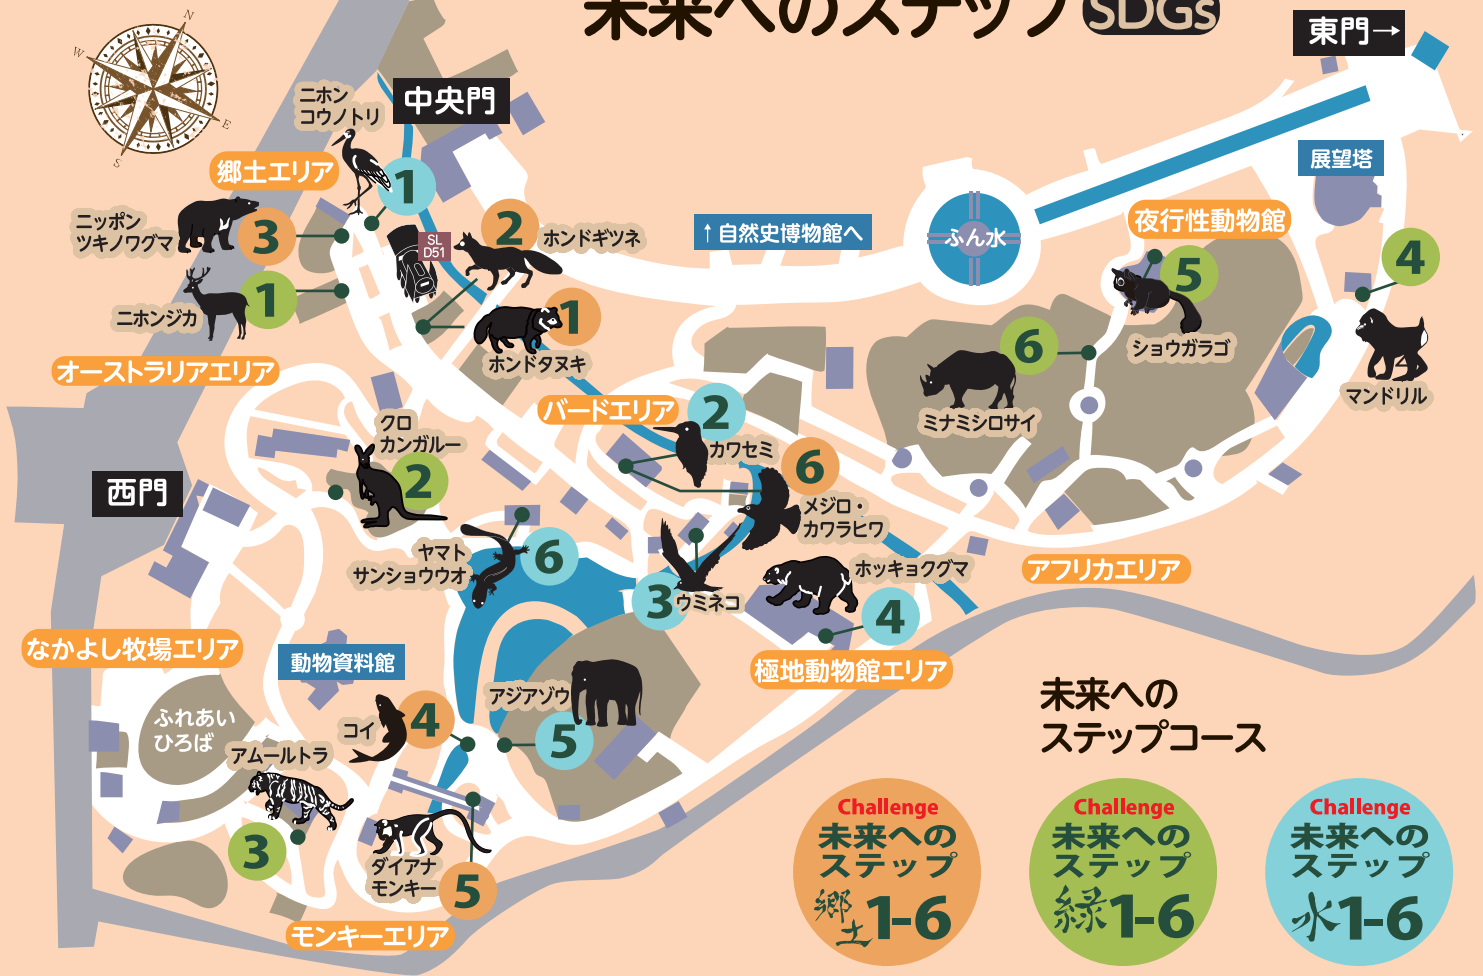 未来へのステップ SDGs
N
W
E
S
東門→
中央門
ニホン
コウノトリ
1
郷土エリア
ニッポン
ツキノワグマ
3
SL
D51
2
ホンドギツネ
↑自然史博物館へ
ふん水
展望塔
夜行性動物館
5
4
ニホンジカ
1
1
ホンドタヌキ
6
ショウガラゴ
オーストラリアエリア
ミナミシロサイ
マンドリル
バードエリア
2
カワセミ
クロ
カンガルー
2
6
メジロ・
カワラヒワ
西門
ヤマト
サンショウウオ
6
3
ウミネコ
ホッキョクグマ
4
アフリカエリア
極地動物館エリア
なかよし牧場エリア
動物資料館
アジアゾウ
5
コイ
4
ふれあい
ひろば
アムールトラ
3
ダイアナ
モンキー
5
モンキーエリア
未来への
ステップコース
Challenge
未来への
ステップ
郷土1-6
Challenge
未来への
ステップ
緑1-6
Challenge
未来への
ステップ
水1-6